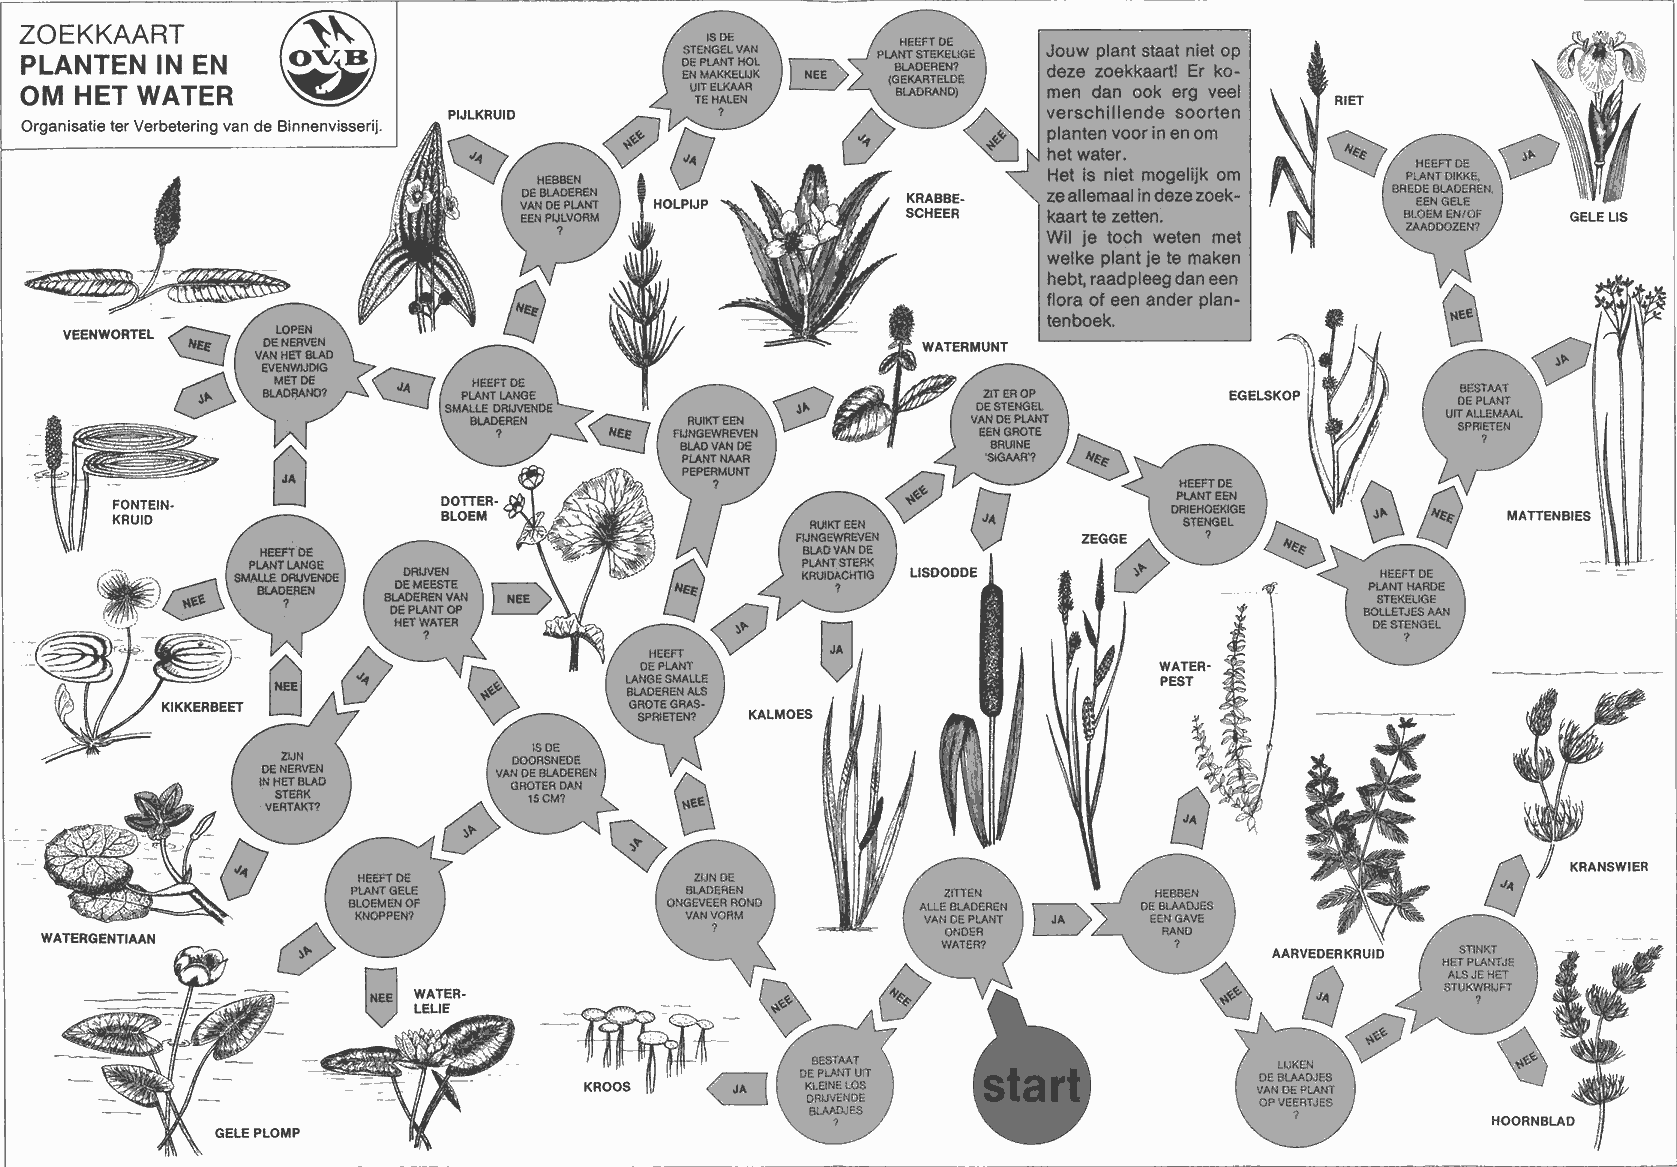 ZOEKKAART
PLANTEN IN EN
OM HET WATER
OVB
Organisatie ter Verbetering van de Binnenvisserij.
IS DE
STENGEL VAN
DE PLANT HOL
EN MAKKELIJK
UIT ELKAAR
TE HALEN
?
NEE
HEEFT DE
PLANT STEKELIGE
BLADEREN?
(GEKARTELDE
BLADRAND)
Jouw plant staat niet op
deze zoekkaart! Er ko-
men dan ook erg veel
verschillende soorten
planten voor in en om
het water.
Het is niet mogelijk om
ze allemaal in deze zoek-
kaart te zetten.
Wil je toch weten met
welke plant je te maken
hebt, raadpleeg dan een
flora of een ander plan-
tenboek.
RIET
NEE
HEEFT DE
PLANT DIKKE,
BREDE BLADEREN,
EEN GELE
BLOEM EN/OF
ZAADDOZEN?
JA
GELE LIS
PIJLKRUID
JA
HEBBEN
DE BLADEREN
VAN DE PLANT
EEN PIJLVORM
?
NEE
JA
HOLPIJP
JA
NEE
KRABBE-
SCHEER
VEENWORTEL
NEE
LOPEN
DE NERVEN
VAN HET BLAD
EVENWIJDIG
MET DE
BLADRAND?
JA
JA
HEEFT DE
PLANT LANGE
SMALLE DRIJVENDE
BLADEREN
?
NEE
NEE
RUIKT EEN
FIJNGEWREVEN
BLAD VAN DE
PLANT NAAR
PEPERMUNT
?
JA
WATERMUNT
ZIT ER OP
DE STENGEL
VAN DE PLANT
EEN GROTE
BRUINE
'SIGAAR'?
NEE
EGELSKOP
NEE
BESTAAT
DE PLANT
UIT ALLEMAAL
SPRIETEN
?
JA
MATTENBIES
FONTEIN-
KRUID
JA
DOTTER-
BLOEM
NEE
JA
NEE
HEEFT DE
PLANT EEN
DRIEHOEKIGE
STENGEL
?
NEE
JA
NEE
HEEFT DE
PLANT HARDE
STEKELIGE
BOLLETJES AAN
DE STENGEL
?
HEEFT DE
PLANT LANGE
SMALLE DRIJVENDE
BLADEREN
?
NEE
DRIJVEN
DE MEESTE
BLADEREN VAN
DE PLANT OP
HET WATER
?
NEE
RUIKT EEN
FIJNGEWREVEN
BLAD VAN DE
PLANT STERK
KRUIDACHTIG
?
LISDODDE
ZEGGE
JA
KIKKERBEET
NEE
JA
NEE
HEEFT
DE PLANT
LANGE SMALLE
BLADEREN ALS
GROTE GRAS-
SPRIETEN?
JA
JA
KALMOES
WATER-
PEST
ZIJN
DE NERVEN
IN HET BLAD
STERK
VERTAKT?
IS DE
DOORSNEDE
VAN DE BLADEREN
GROTER DAN
15 CM?
NEE
JA
JA
JA
JA
WATERGENTIAAN
HEEFT DE
PLANT GELE
BLOEMEN OF
KNOPPEN?
ZIJN DE
BLADEREN
ONGEVEER ROND
VAN VORM
?
ZITTEN
ALLE BLADEREN
VAN DE PLANT
ONDER
WATER?
JA
HEBBEN
DE BLAADJES
EEN GAVE
RAND
?
AARVEDERKRUID
KRANSWIER
JA
STINKT
HET PLANTJE
ALS JE HET
STUKWRIJFT
?
JA
NEE
WATER-
LELIE
NEE
NEE
NEE
JA
NEE
NEE
GELE PLOMP
KROOS
JA
BESTAAT
DE PLANT UIT
KLEINE LOS
DRIJVENDE
BLAADJES
?
start
LIJKEN
DE BLAADJES
VAN DE PLANT
OP VEERTJES
?
HOORNBLAD